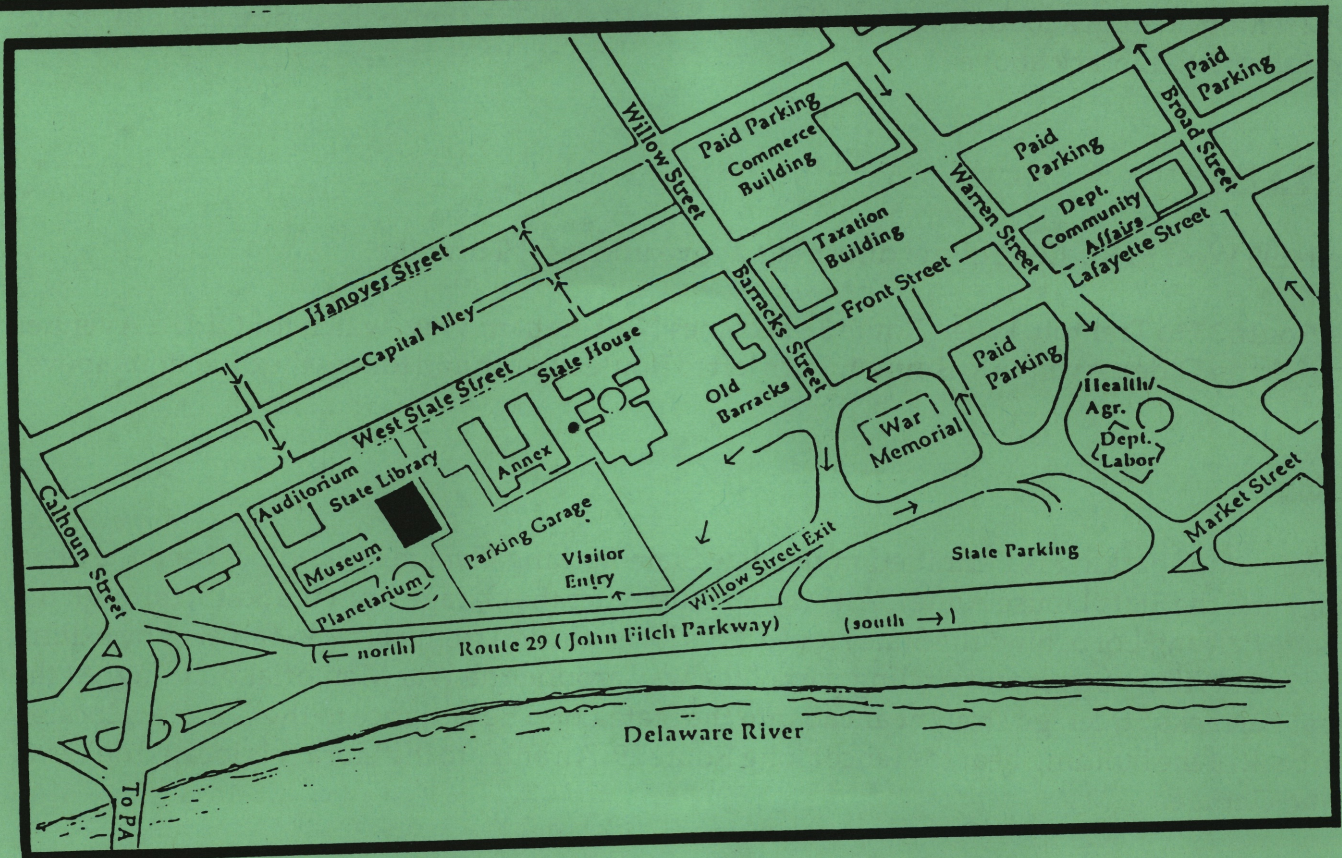 Paid
Parking
Broad Street
Willow Street
Paid Parking
Commerce
Building
Paid
Parking
Warren Street
Dept.
Community
Affairs
Lafayette Street
Taxation
Building
Front Street
Barracks Street
Hanover Street
Capital Alley
West State Street
State House
Old
Barracks
Paid
Parking
Health/
Agr.
Dept.
Labor
War
Memorial
Market Street
Annex
Auditorium
State Library
Museum
Planetarium
Parking Garage
Visitor
Entry
Willow Street Exit
State Parking
Calhoun Street
(← north)
Route 29 (John Fitch Parkway)
(south →)
Delaware River
To PA